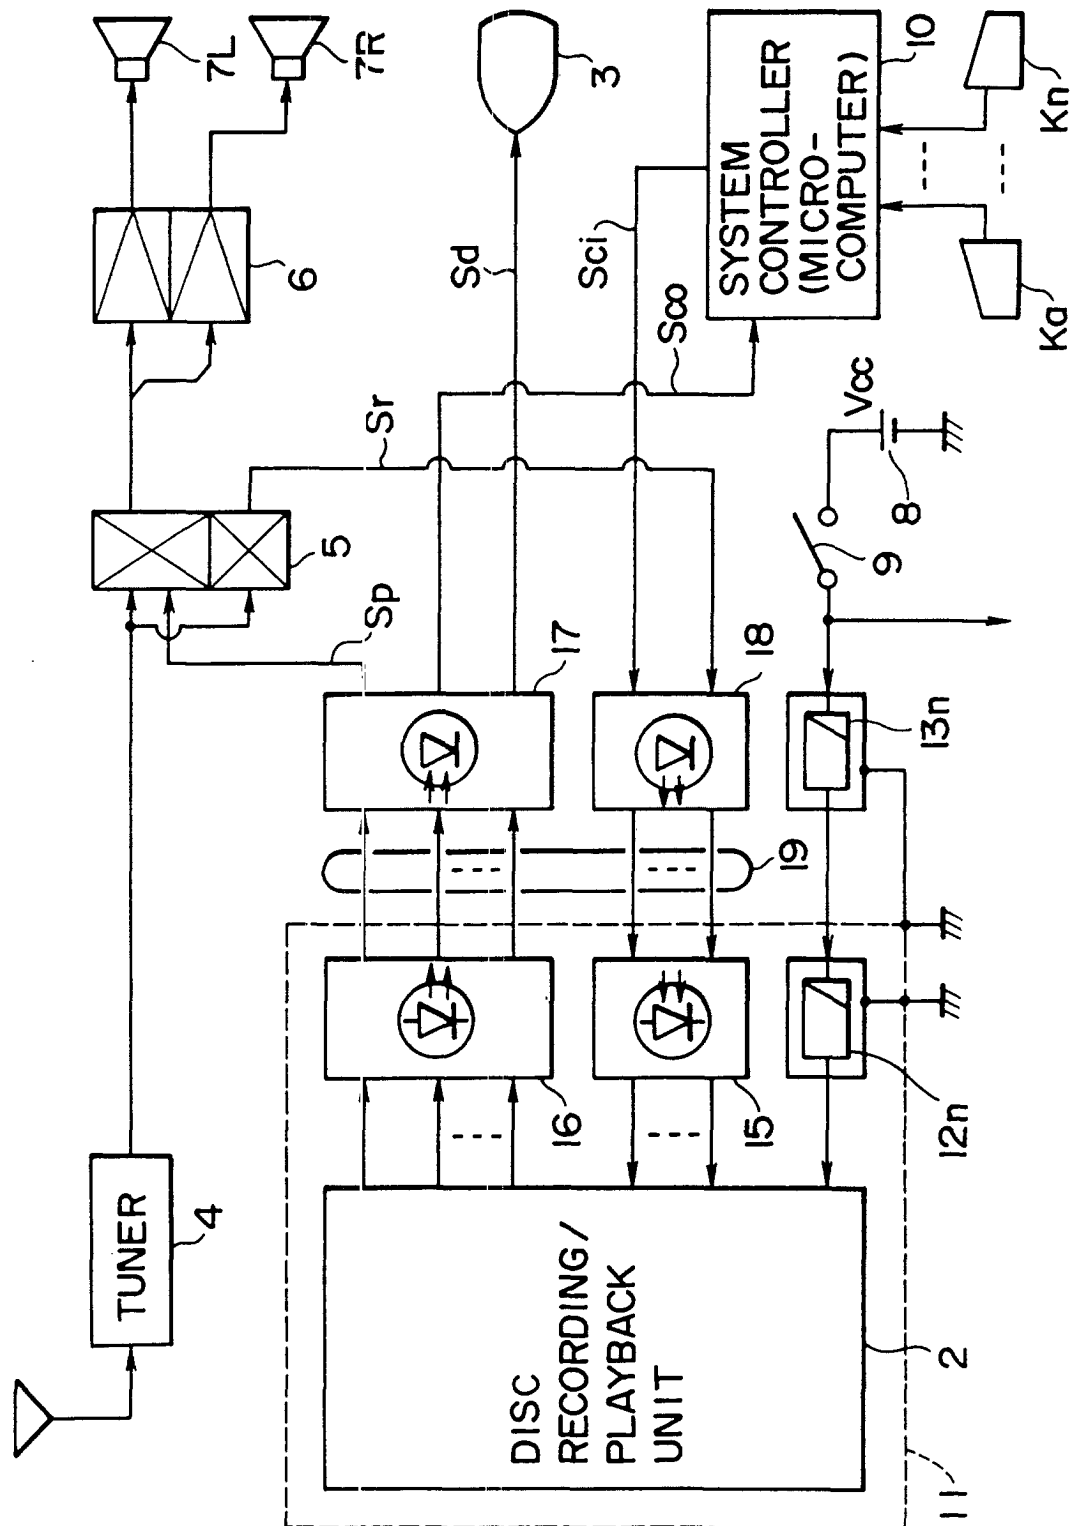 TUNER
4
DISC
RECORDING/
PLAYBACK
UNIT
2
11
16
15
12n
19
17
18
13n
Sp
5
Sr
9
8
Vcc
6
Sd
Sci
Sco
7L
7R
3
SYSTEM
CONTROLLER
(MICRO-
COMPUTER)
10
Ka
Kn